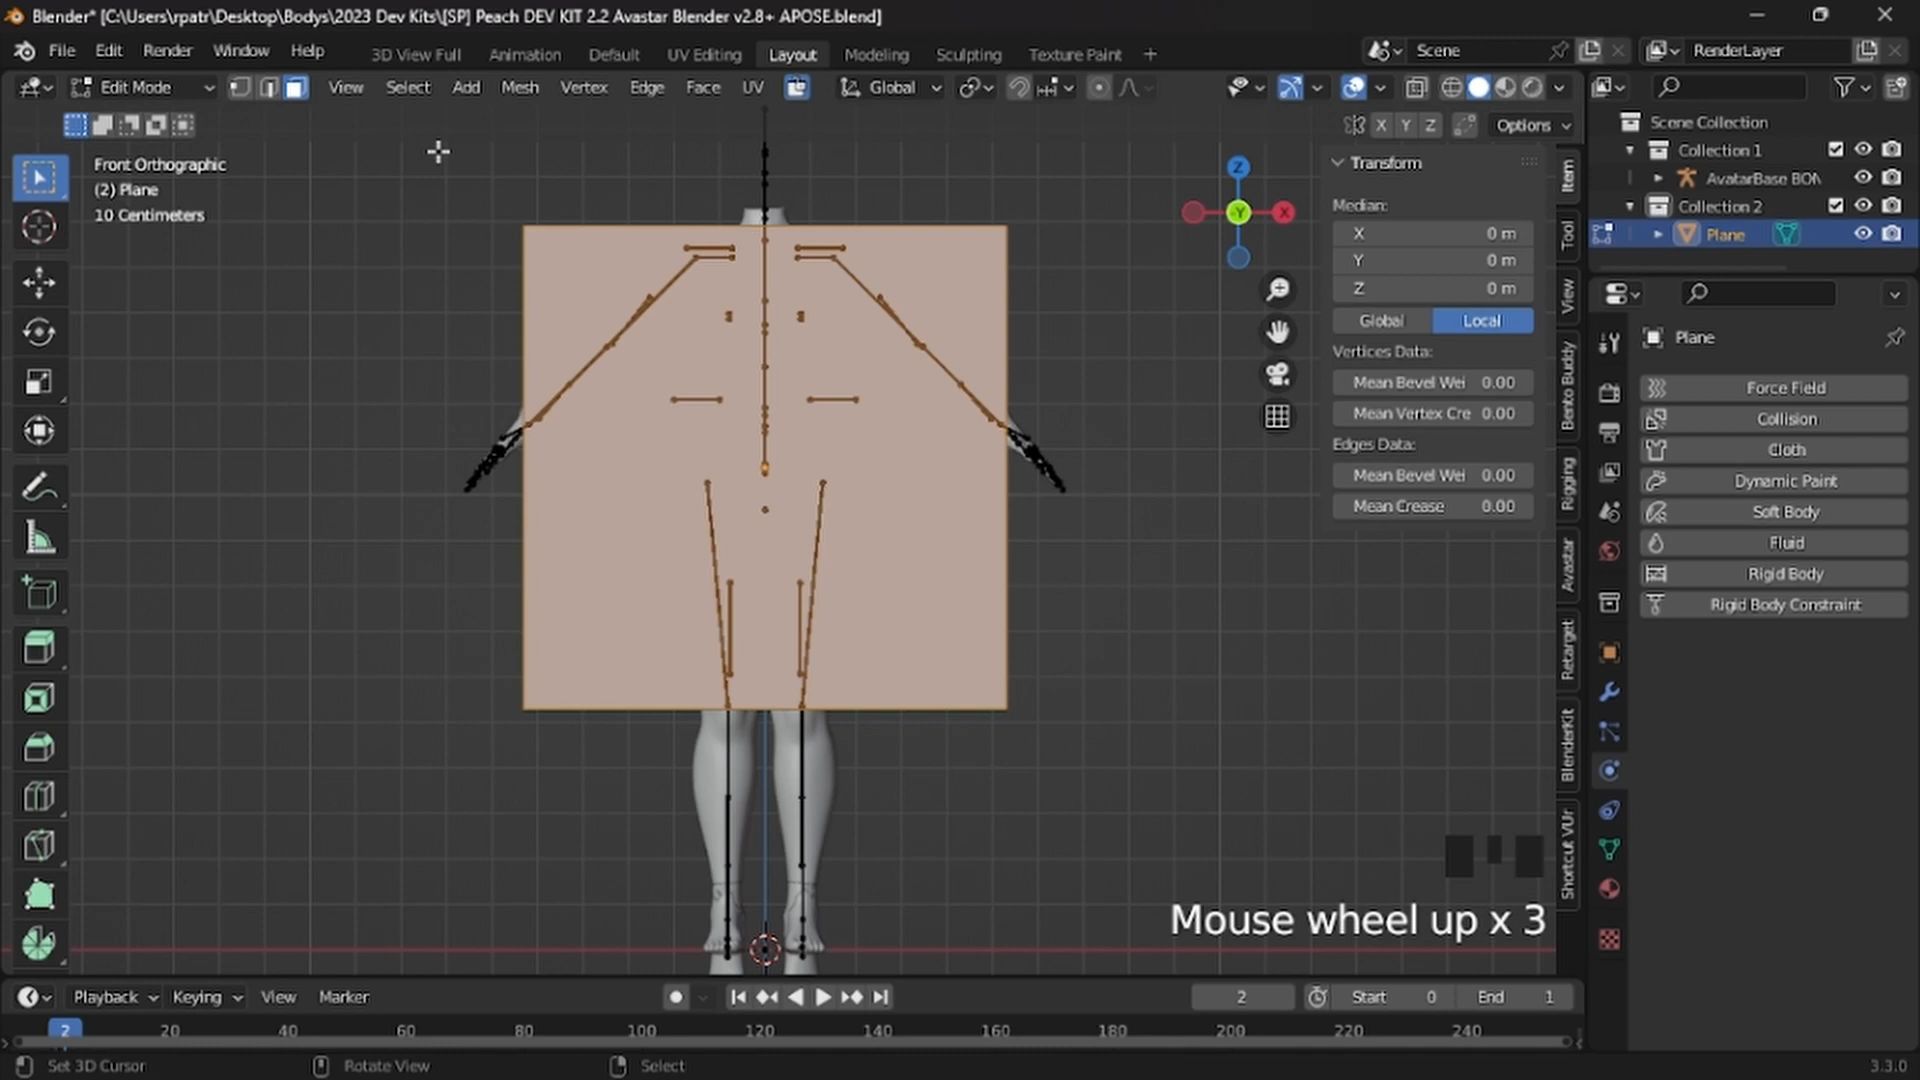 Blender* [C:\Users\rpatr\Desktop\Bodys\2023 Dev Kits\[SP] Peach DEV KIT 2.2 Avastar Blender v2.8+ APOSE.blend]
File Edit Render Window Help 3D View Full Animation Default UV Editing Layout Modeling Sculpting Texture Paint + Scene RenderLayer
Edit Mode View Select Add Mesh Vertex Edge Face UV Global
X Y Z Options
Front Orthographic
(2) Plane
10 Centimeters
Z
Y
X
Transform
Median:
X 0 m
Y 0 m
Z 0 m
Global Local
Vertices Data:
Mean Bevel Wei 0.00
Mean Vertex Cre 0.00
Edges Data:
Mean Bevel Wei 0.00
Mean Crease 0.00
Item
Tool
View
Bento Buddy
Rigging
Avastar
Retarget
BlenderKit
Shortcut VUr
Scene Collection
Collection 1
AvatarBase BON
Collection 2
Plane
Plane
Force Field
Collision
Cloth
Dynamic Paint
Soft Body
Fluid
Rigid Body
Rigid Body Constraint
Mouse wheel up x 3
Playback Keying View Marker 2 Start 0 End 1
2 20 40 60 80 100 120 140 160 180 200 220 240
Set 3D Cursor Rotate View Select 3.3.0